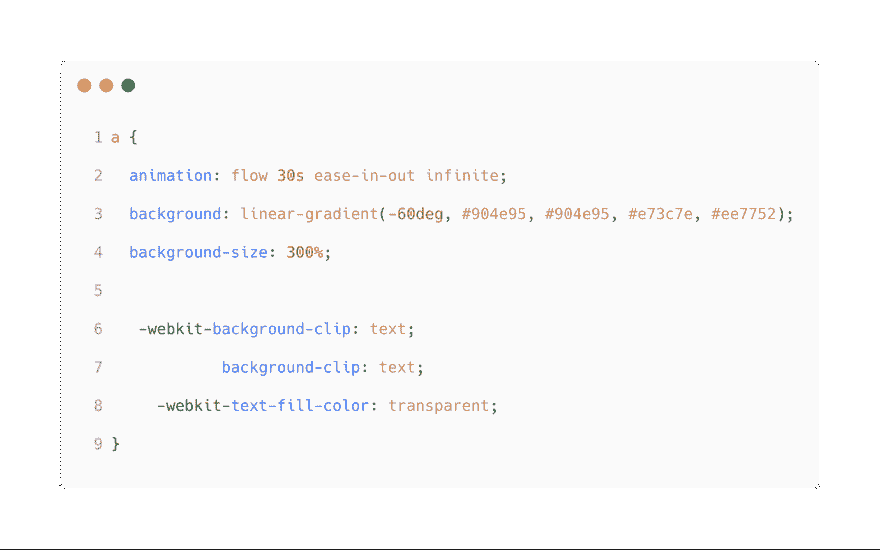 1 a {
2 animation: flow 30s ease-in-out infinite;
3 background: linear-gradient(-60deg, #904e95, #904e95, #e73c7e, #ee7752);
4 background-size: 300%;
5
6 -webkit-background-clip: text;
7 background-clip: text;
8 -webkit-text-fill-color: transparent;
9 }